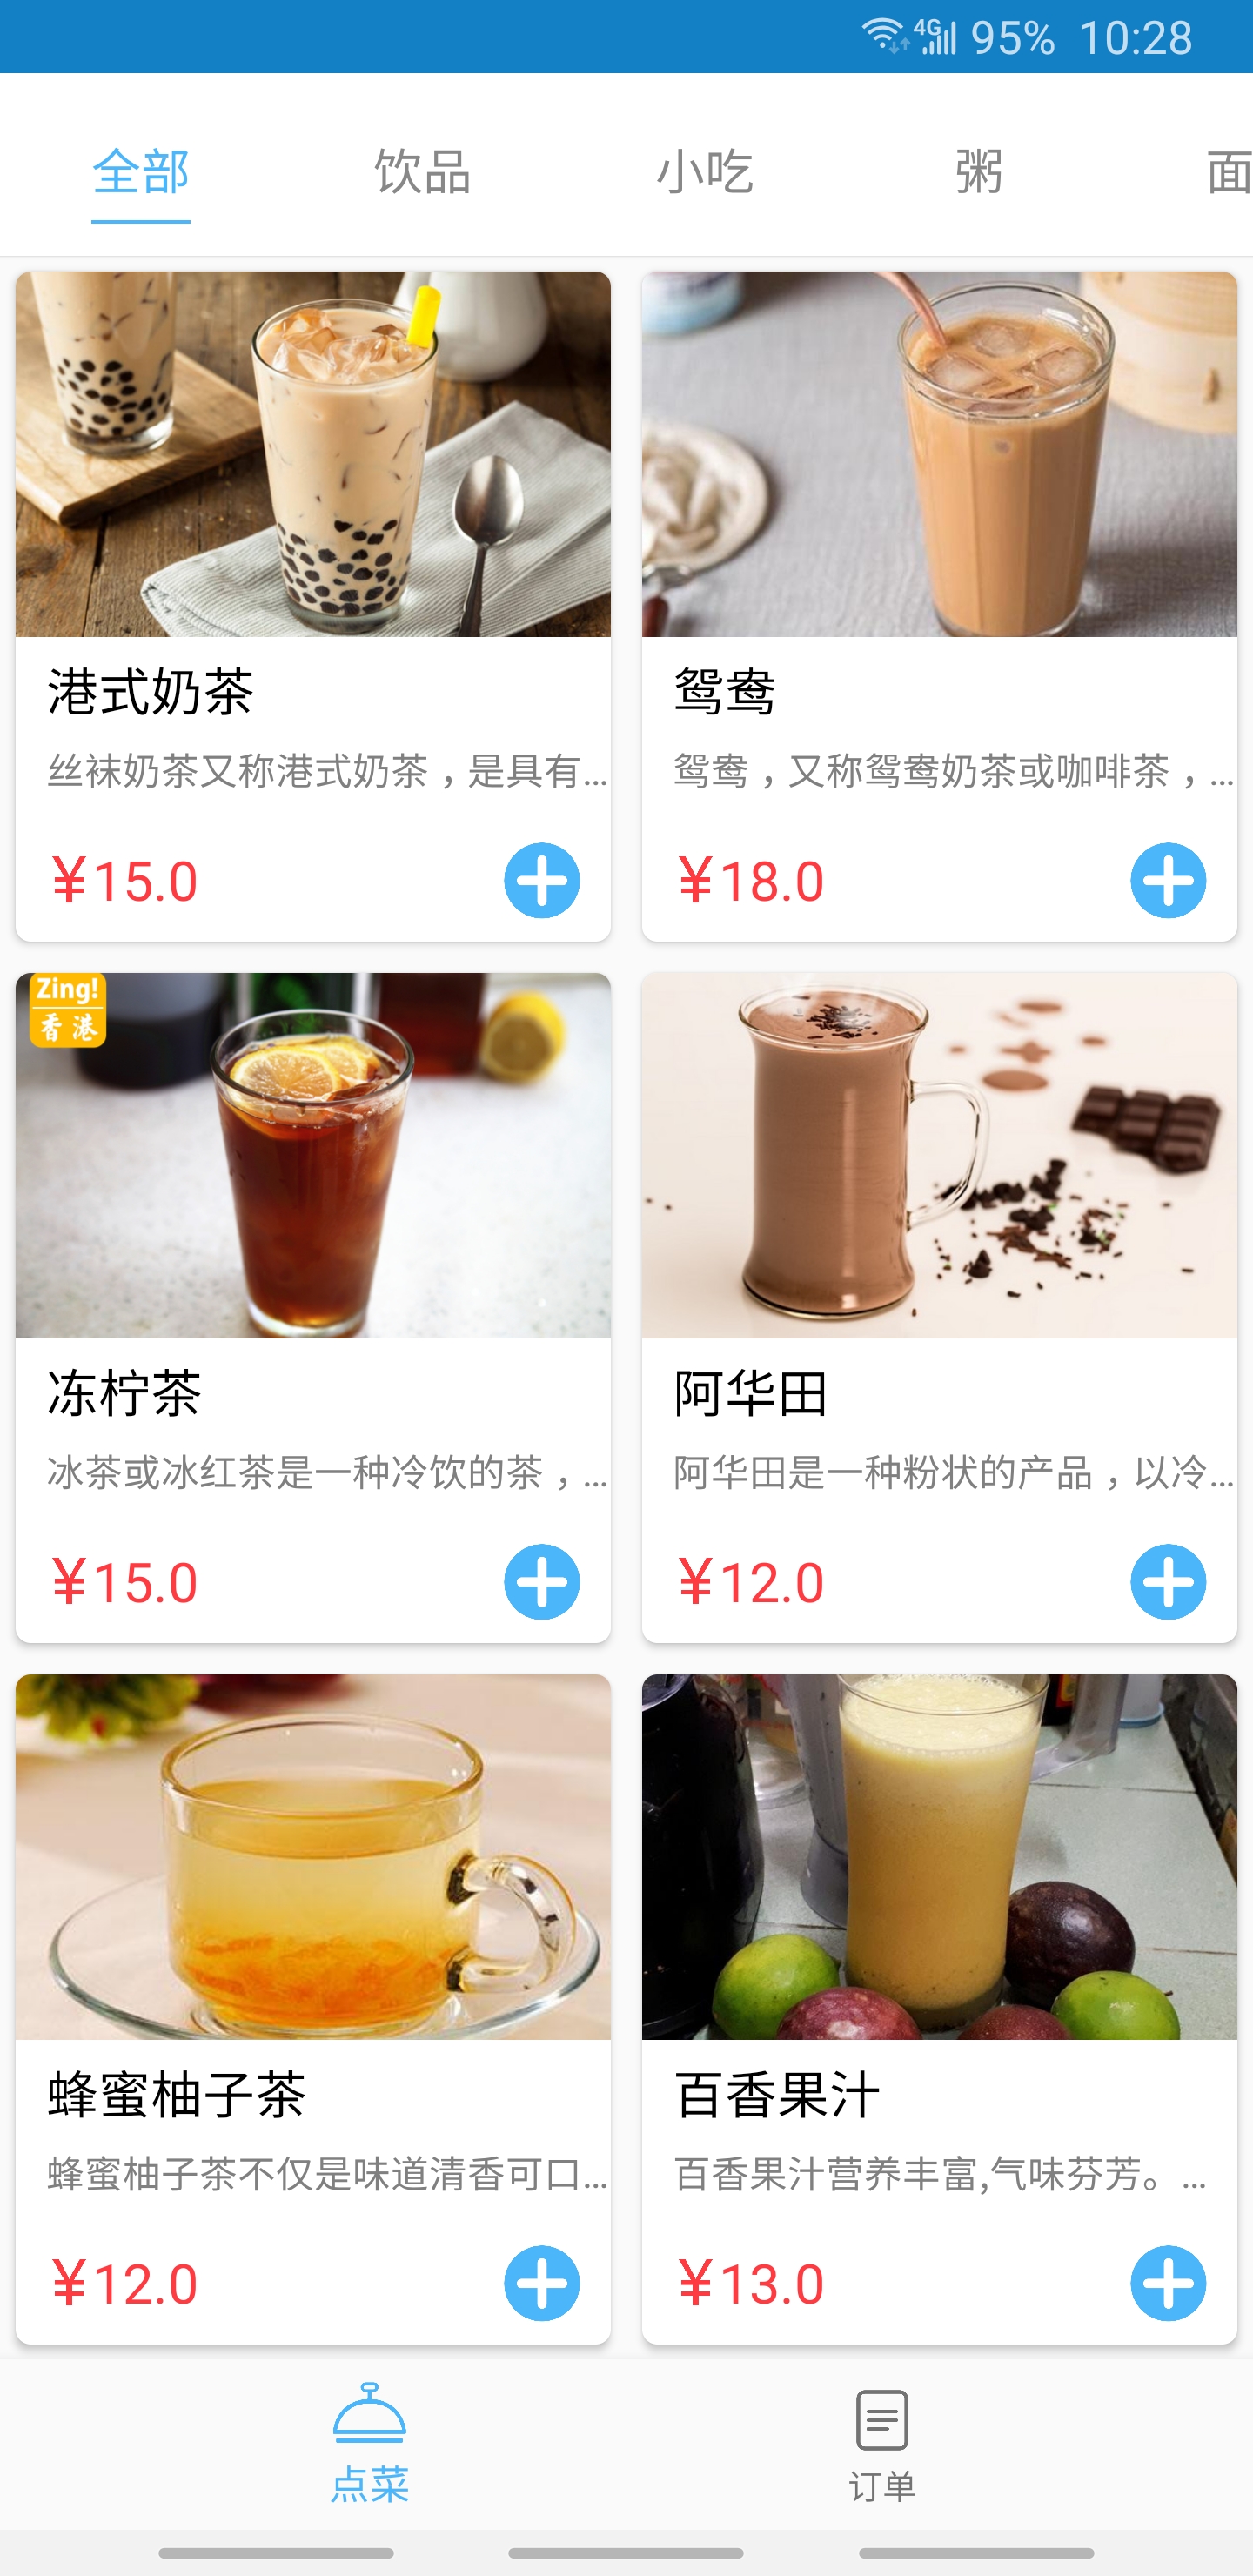 4G 95% 10:28
全部 饮品 小吃 粥 面
港式奶茶
丝袜奶茶又称港式奶茶，是具有...
¥15.0
鸳鸯
鸳鸯，又称鸳鸯奶茶或咖啡茶，...
¥18.0
Zing!
香港
冻柠茶
冰茶或冰红茶是一种冷饮的茶，...
¥15.0
阿华田
阿华田是一种粉状的产品，以冷...
¥12.0
蜂蜜柚子茶
蜂蜜柚子茶不仅是味道清香可口...
¥12.0
百香果汁
百香果汁营养丰富,气味芬芳。...
¥13.0
点菜 订单